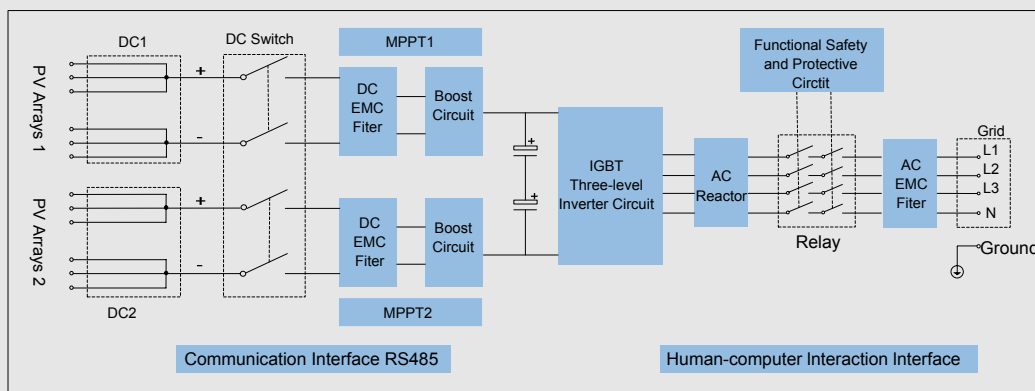 DC1
DC Switch
MPPT1
Functional Safety
and Protective
Circtit
PV Arrays 1
+
-
DC
EMC
Fiter
Boost
Circuit
+
+
IGBT
Three-level
Inverter Circuit
AC
Reactor
Relay
AC
EMC
Fiter
Grid
L1
L2
L3
N
Ground
PV Arrays 2
+
-
DC
EMC
Fiter
Boost
Circuit
DC2
MPPT2
Communication Interface RS485
Human-computer Interaction Interface